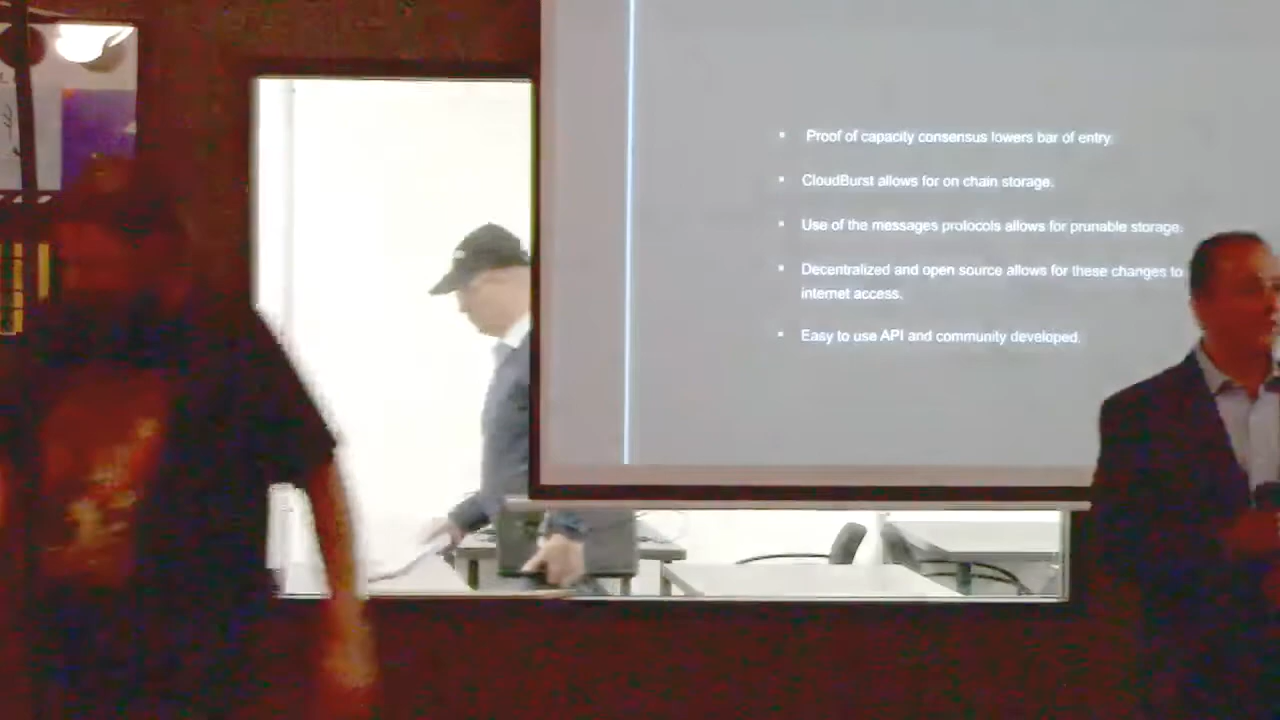 Proof of capacity consensus lowers bar of entry.
CloudBurst allows for on chain storage.
Use of the messages protocols allows for prunable storage.
Decentralized and open source allows for these changes to
internet access.
Easy to use API and community developed.